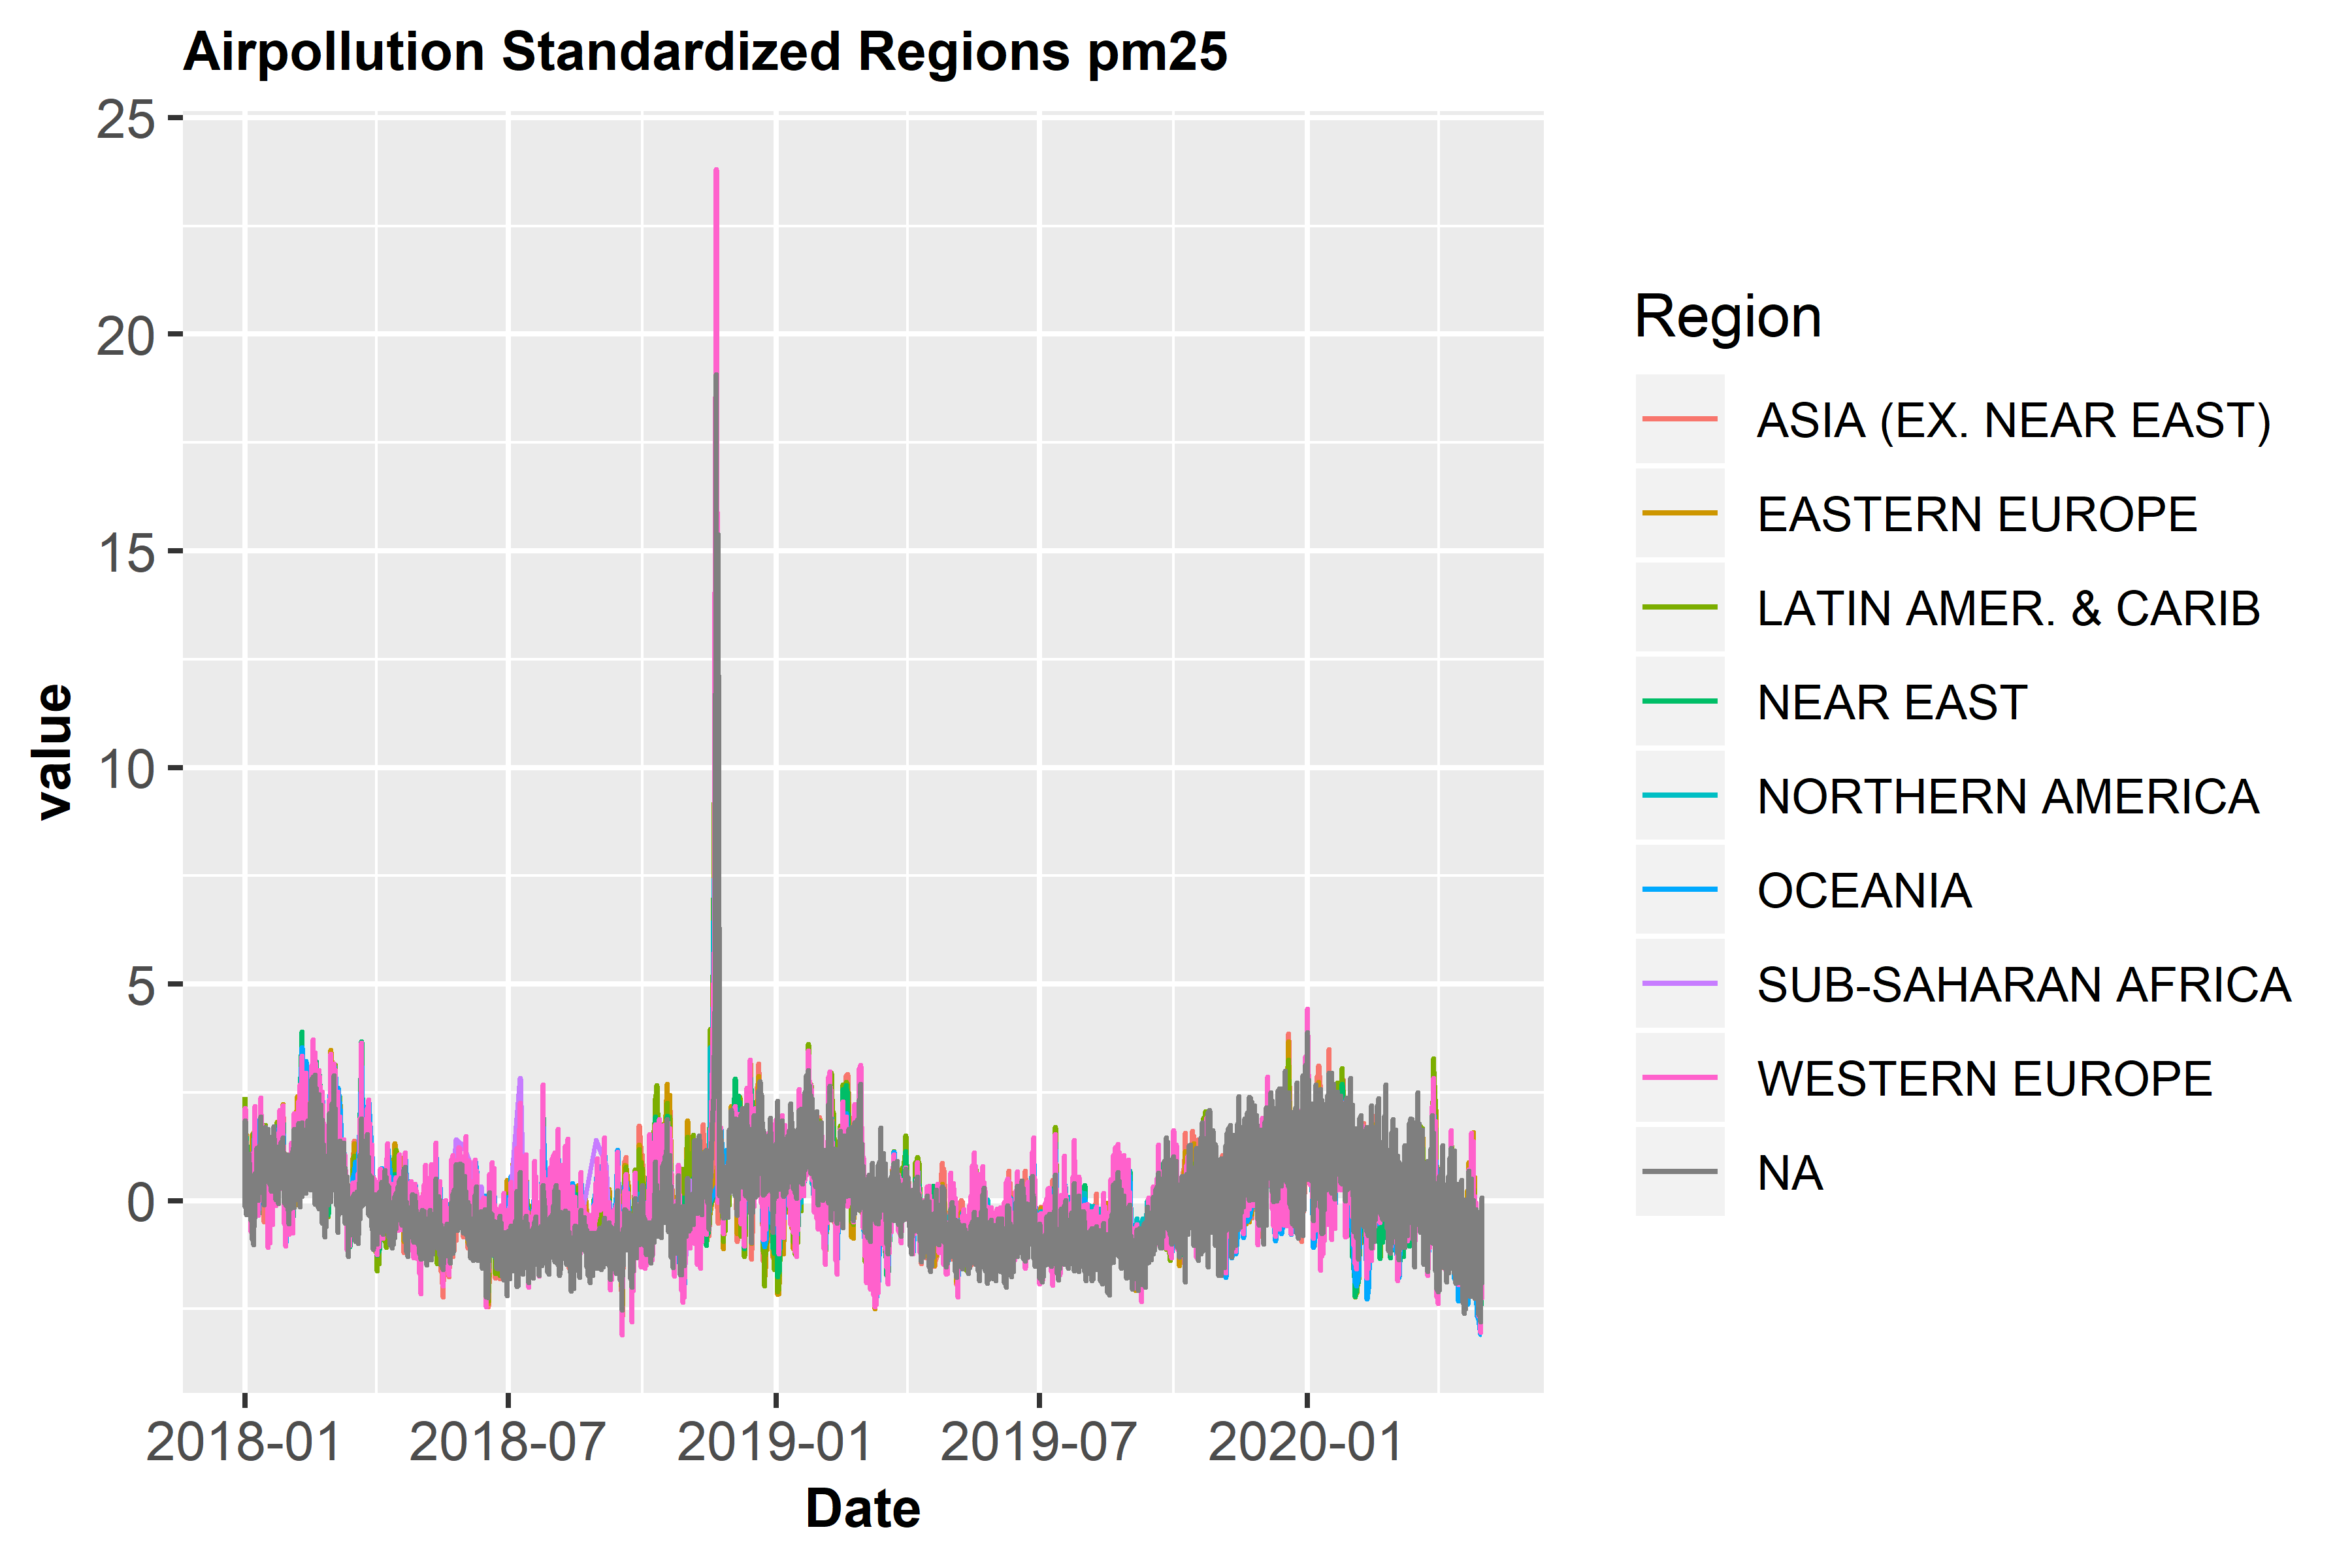 Airpollution Standardized Regions pm25
25
20
15
10
5
0
value
2018-01 2018-07 2019-01 2019-07 2020-01
Date
Region
ASIA (EX. NEAR EAST)
EASTERN EUROPE
LATIN AMER. & CARIB
NEAR EAST
NORTHERN AMERICA
OCEANIA
SUB-SAHARAN AFRICA
WESTERN EUROPE
NA